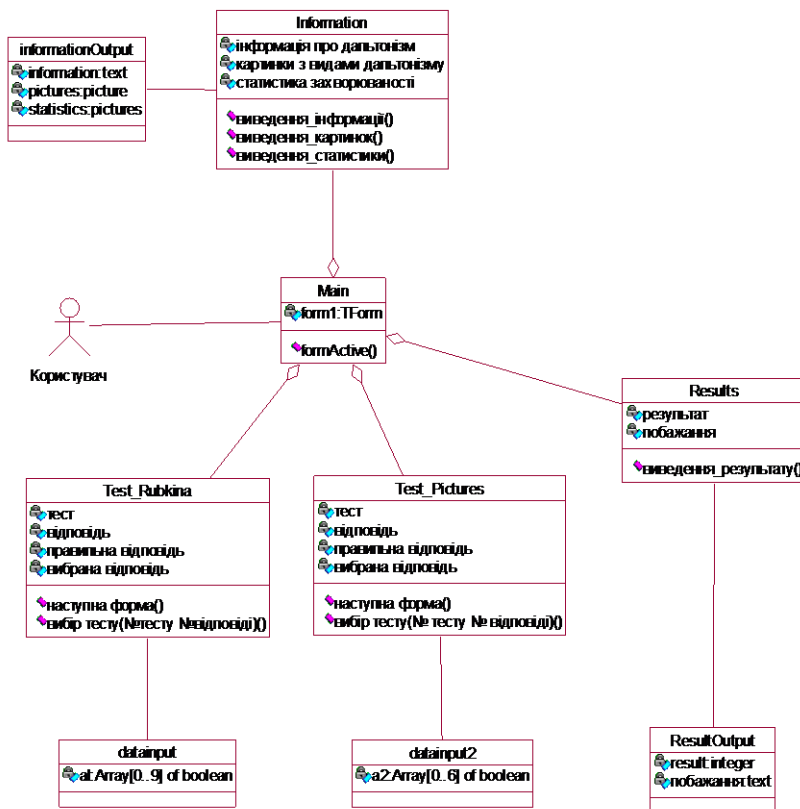 Information
інформація про дальтонізм
картинки з видами дальтонізму
статистика захворюваності
виведення_інформації()
виведення_картинок()
виведення_статистики()
informationOutput
information:text
pictures:picture
statistics:pictures
Main
form1:TForm
formActive()
Користувач
Results
результат
побажання
виведення_результату()
Test_Rubkina
тест
відповідь
правильна відповідь
вибрана відповідь
наступна форма()
вибір тесту(№тесту №відповіді)()
Test_Pictures
тест
відповідь
правильна відповідь
вибрана відповідь
наступна форма()
вибір тесту(№ тесту № відповіді)()
datainput
at:Array[0..9] of boolean
datainput2
a2:Array[0..6] of boolean
ResultOutput
result:integer
побажання:text